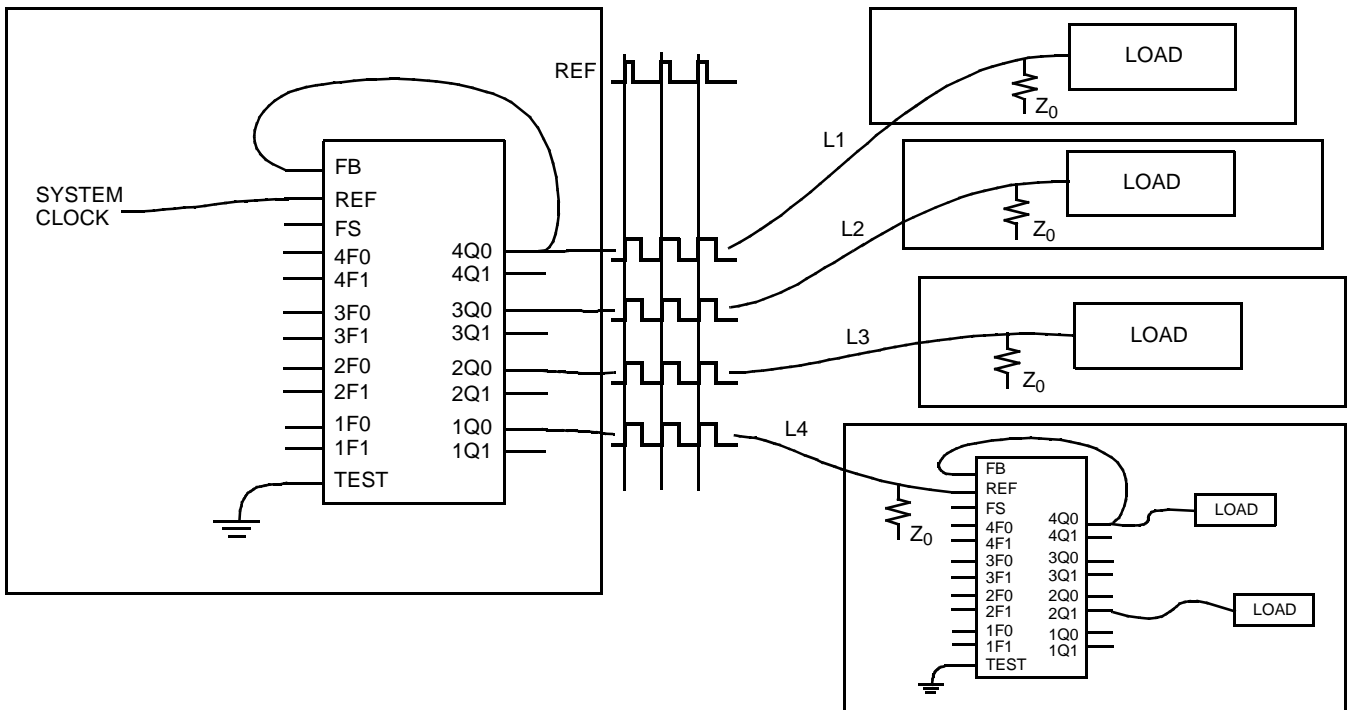 REF
SYSTEM
CLOCK
FB
REF
FS
4F0
4F1
3F0
3F1
2F0
2F1
1F0
1F1
TEST
4Q0
4Q1
3Q0
3Q1
2Q0
2Q1
1Q0
1Q1
L1
L2
L3
L4
LOAD
Z0
LOAD
Z0
LOAD
Z0
Z0
FB
REF
FS
4F0
4F1
3F0
3F1
2F0
2F1
1F0
1F1
TEST
4Q0
4Q1
3Q0
3Q1
2Q0
2Q1
1Q0
1Q1
LOAD
LOAD